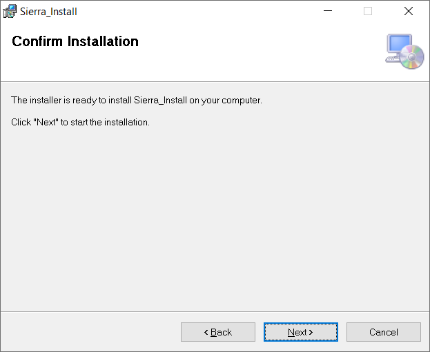 Sierra_Install
Confirm Installation
The installer is ready to install Sierra_Install on your computer.
Click "Next" to start the installation.
< Back
Next >
Cancel